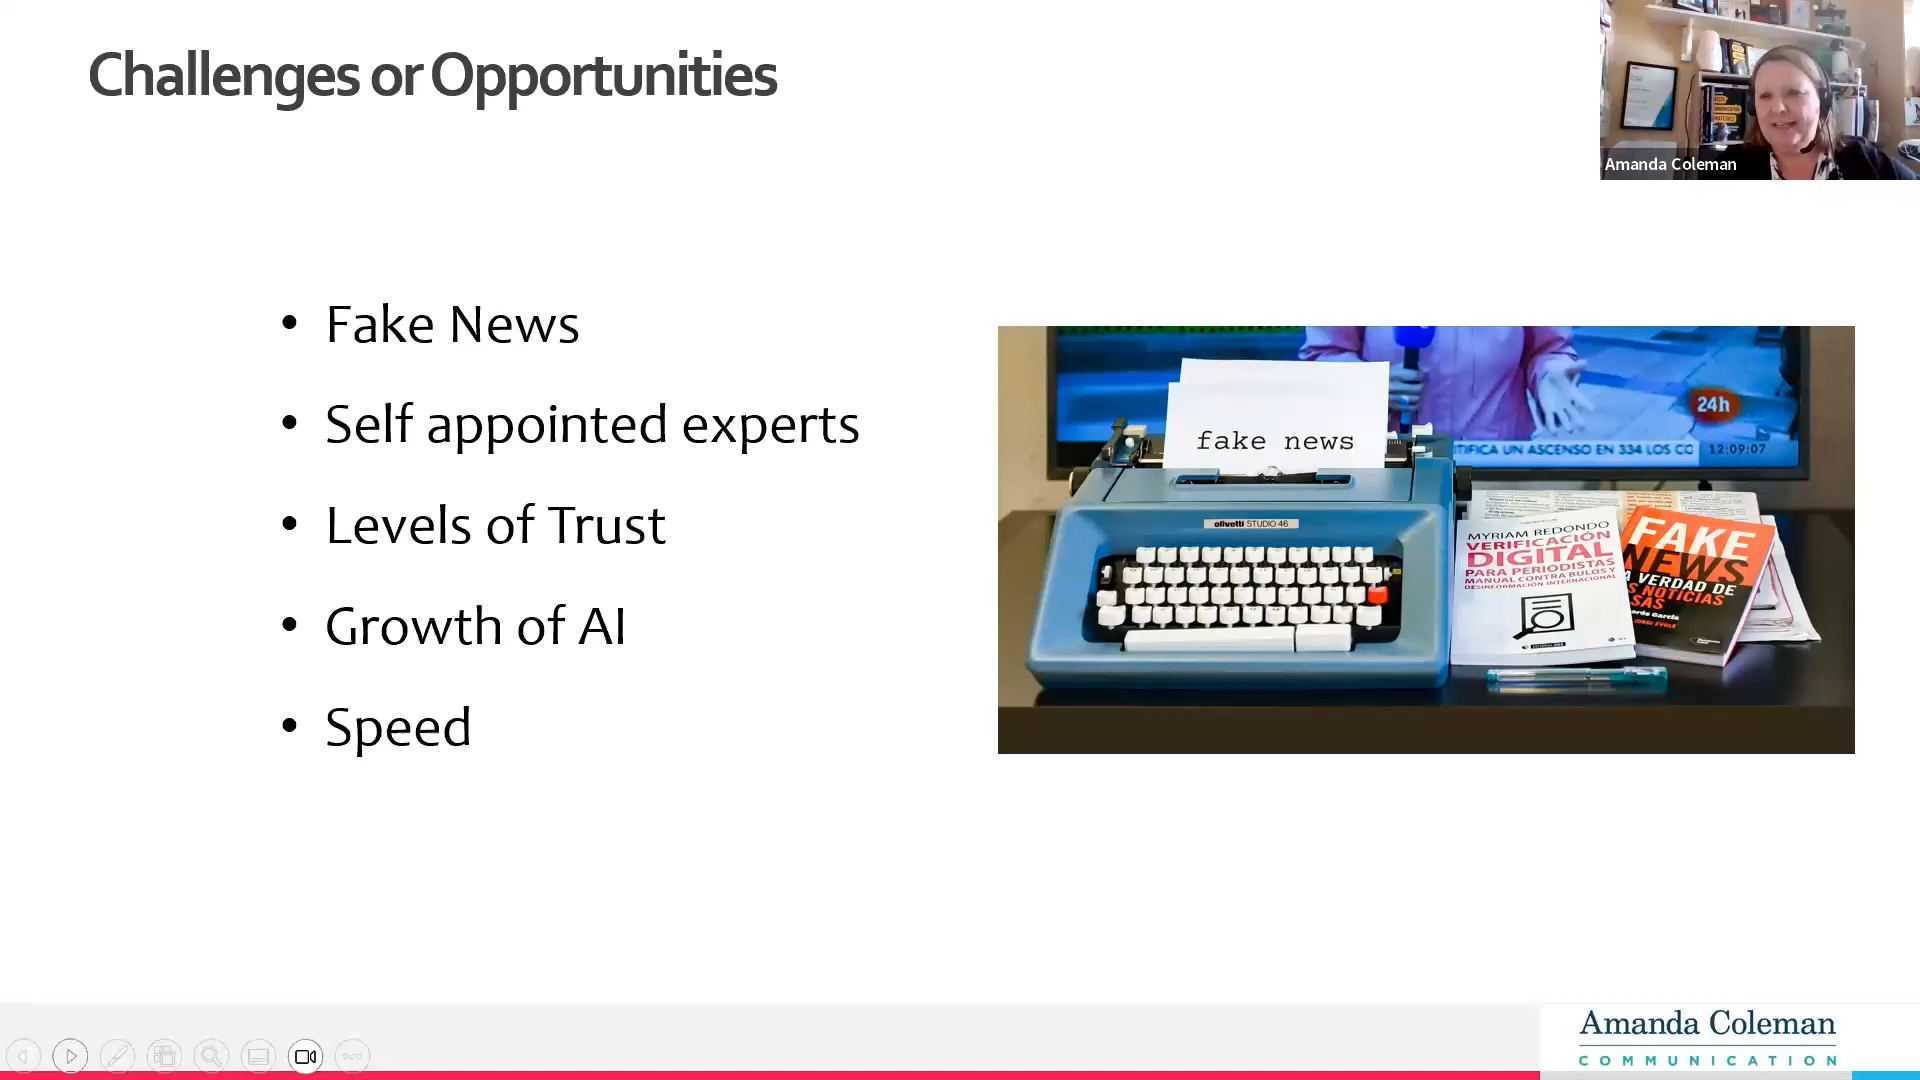 Challenges or Opportunities
Amanda Coleman
• Fake News
• Self appointed experts
• Levels of Trust
• Growth of AI
• Speed
fake news
24h
TIFICA UN ASCENSO EN 334 LOS CO
12:09:07
olivetti STUDIO 46
MYRIAM REDONDO
VERIFICACIÓN
DIGITAL
PARA PERIODISTAS
MANUAL CONTRA BULOS Y
DESINFORMACIÓN INTERNACIONAL
FAKE
NEWS
A VERDAD DE
S NOTICIAS
SAS
Amanda Coleman
COMMUNICATION